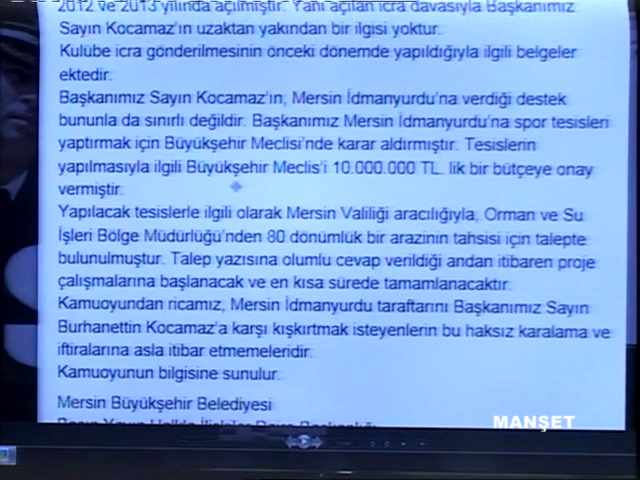 2012 ve 2013 yılında açılmıştır. Yani açılan icra davasıyla Başkanımız
Sayın Kocamaz'ın uzaktan yakından bir ilgisi yoktur.
Kulübe icra gönderilmesinin önceki dönemde yapıldığıyla ilgili belgeler
ektedir.
Başkanımız Sayın Kocamaz'ın, Mersin İdmanyurdu'na verdiği destek
bununla da sınırlı değildir. Başkanımız Mersin İdmanyurdu'na spor tesisleri
yaptırmak için Büyükşehir Meclisi'nde karar aldırmıştır. Tesislerin
yapılmasıyla ilgili Büyükşehir Meclis'i 10.000.000 TL. lik bir bütçeye onay
vermiştir.
Yapılacak tesislerle ilgili olarak Mersin Valiliği aracılığıyla, Orman ve Su
İşleri Bölge Müdürlüğü'nden 80 dönümlük bir arazinin tahsisi için talepte
bulunulmuştur. Talep yazısına olumlu cevap verildiği andan itibaren proje
çalışmalarına başlanacak ve en kısa sürede tamamlanacaktır.
Kamuoyundan ricamız, Mersin İdmanyurdu taraftarını Başkanımız Sayın
Burhanettin Kocamaz'a karşı kışkırtmak isteyenlerin bu haksız karalama ve
iftiralarına asla itibar etmemeleridir.
Kamuoyunun bilgisine sunulur.
Mersin Büyükşehir Belediyesi
Basın Yayın Halkla İlişkiler Daire Başkanlığı
MANŞET